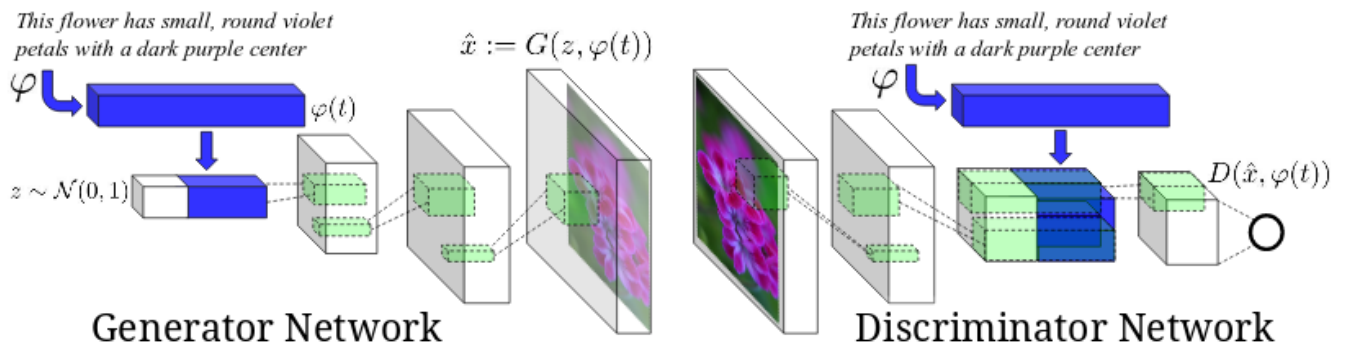 This flower has small, round violet
petals with a dark purple center
φ
φ(t)
z ∼ 𝒩(0, 1)
x̂ := G(z, φ(t))
Generator Network
This flower has small, round violet
petals with a dark purple center
φ
D(x̂, φ(t))
Discriminator Network